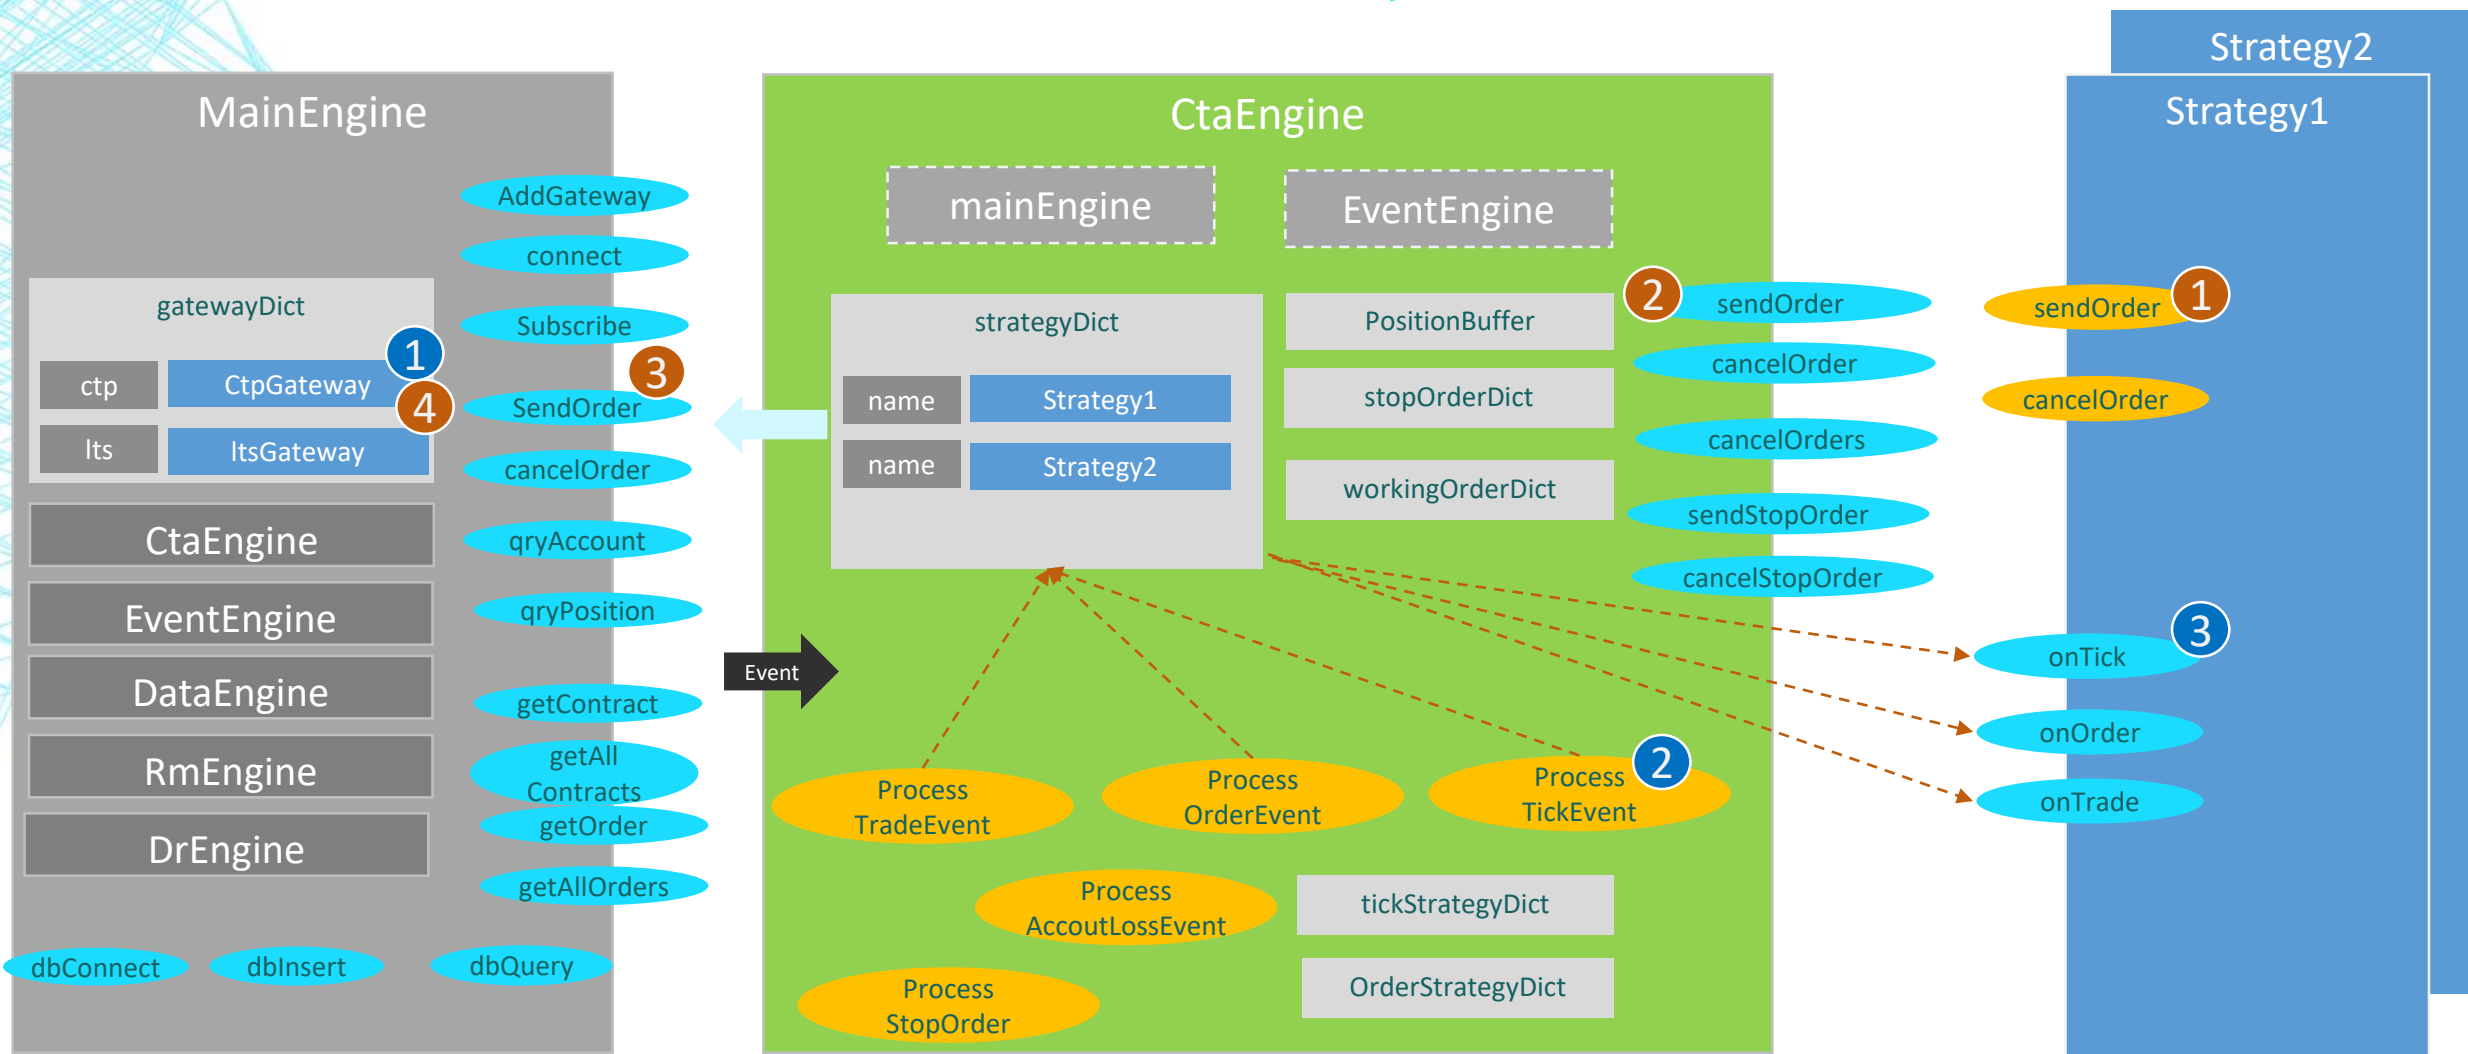 Strategy2
Strategy1
MainEngine
AddGateway
connect
Subscribe
gatewayDict
ctp
CtpGateway
1
4
lts
ltsGateway
3
SendOrder
cancelOrder
CtaEngine
qryAccount
EventEngine
qryPosition
DataEngine
getContract
RmEngine
getAll
Contracts
getOrder
DrEngine
getAllOrders
dbConnect
dbInsert
dbQuery
Event
CtaEngine
mainEngine
EventEngine
strategyDict
name
Strategy1
name
Strategy2
PositionBuffer
stopOrderDict
workingOrderDict
2
sendOrder
cancelOrder
cancelOrders
sendStopOrder
cancelStopOrder
Process
TradeEvent
Process
OrderEvent
Process
TickEvent
2
Process
AccoutLossEvent
tickStrategyDict
Process
StopOrder
OrderStrategyDict
sendOrder
1
cancelOrder
3
onTick
onOrder
onTrade